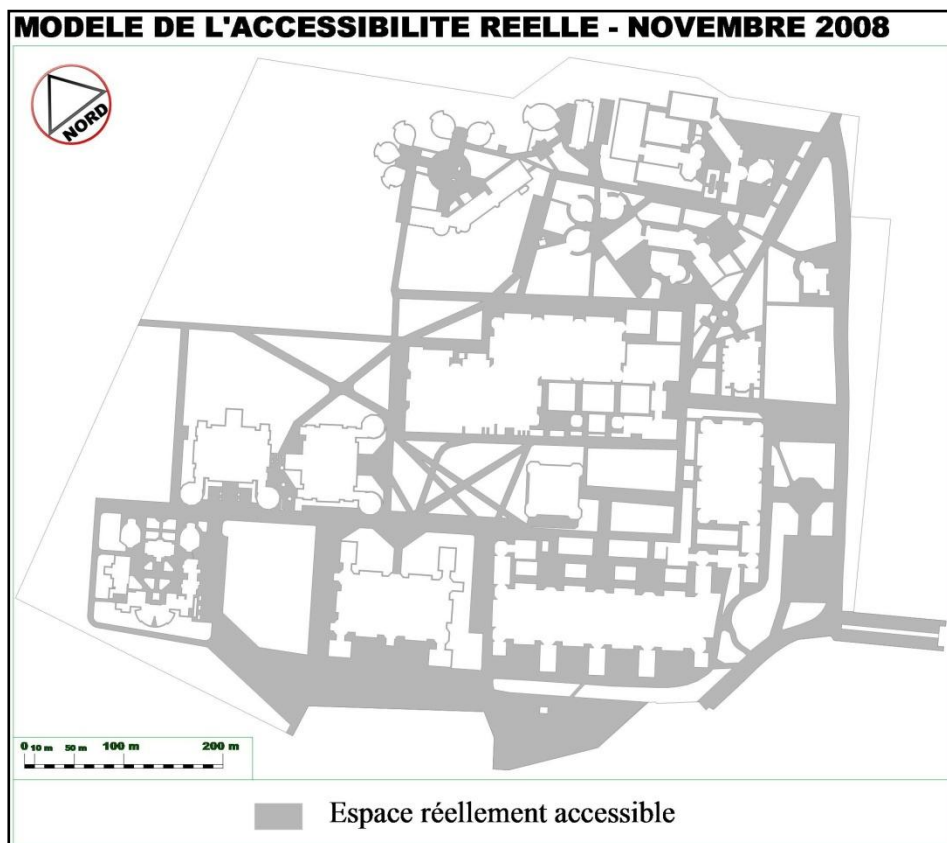 MODELE DE L'ACCESSIBILITE REELLE - NOVEMBRE 2008
NORD
0 10 m 50 m 100 m 200 m
Espace réellement accessible